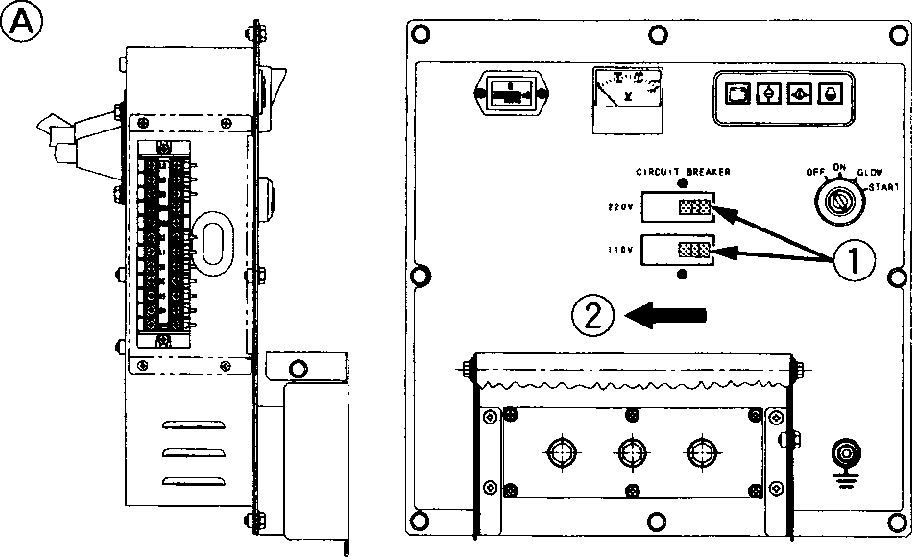 A
V
CIRCUIT BREAKER
OFF ON GLOW START
220V
110V
1
2